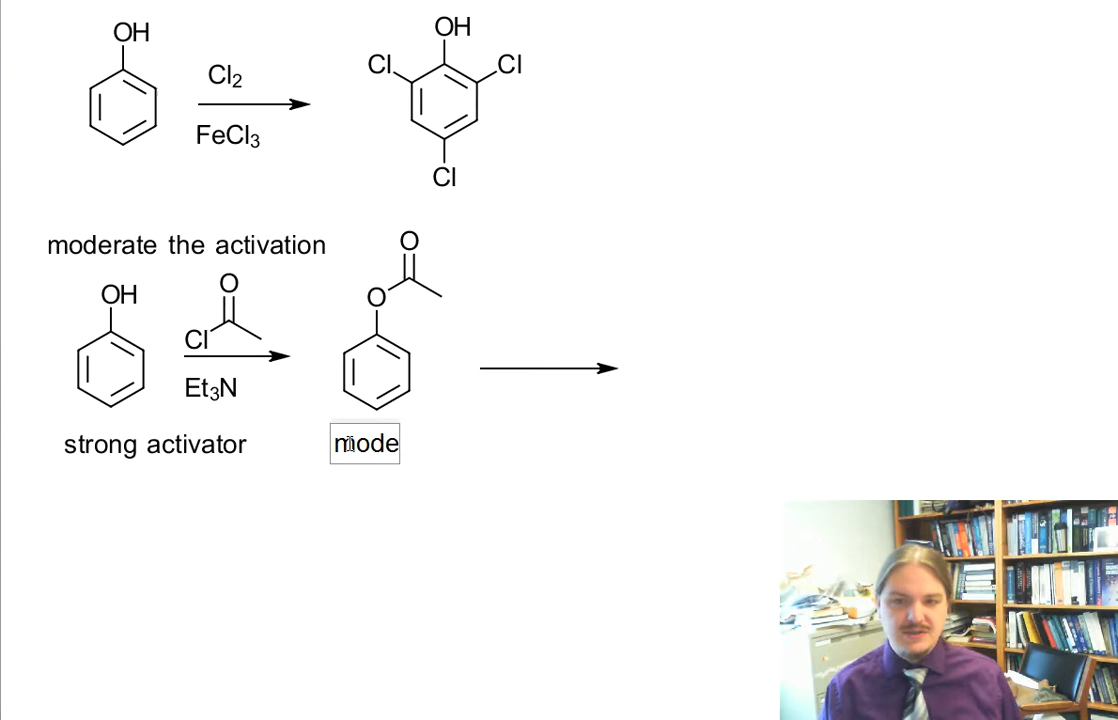 OH
Cl2
FeCl3
OH
Cl
Cl
Cl
moderate the activation
OH
O
Cl
Et3N
O
O
strong activator
mode